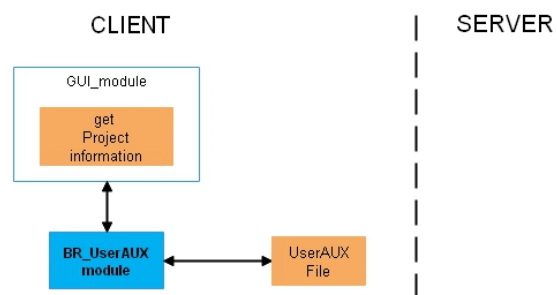 CLIENT
SERVER
GUI_module
get
Project
information
BR_UserAUX
module
UserAUX
File